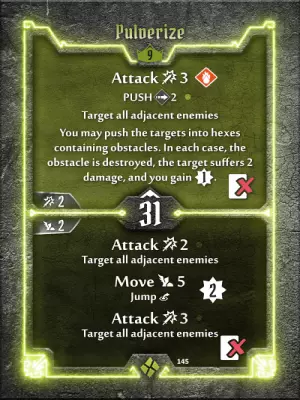 Pulverize
9
Attack 3
PUSH 2
Target all adjacent enemies
You may push the targets into hexes
containing obstacles. In each case, the
obstacle is destroyed, the target suffers 2
damage, and you gain 1.
2
31
2
Attack 2
Target all adjacent enemies
Move 5
Jump
2
Attack 3
Target all adjacent enemies
145